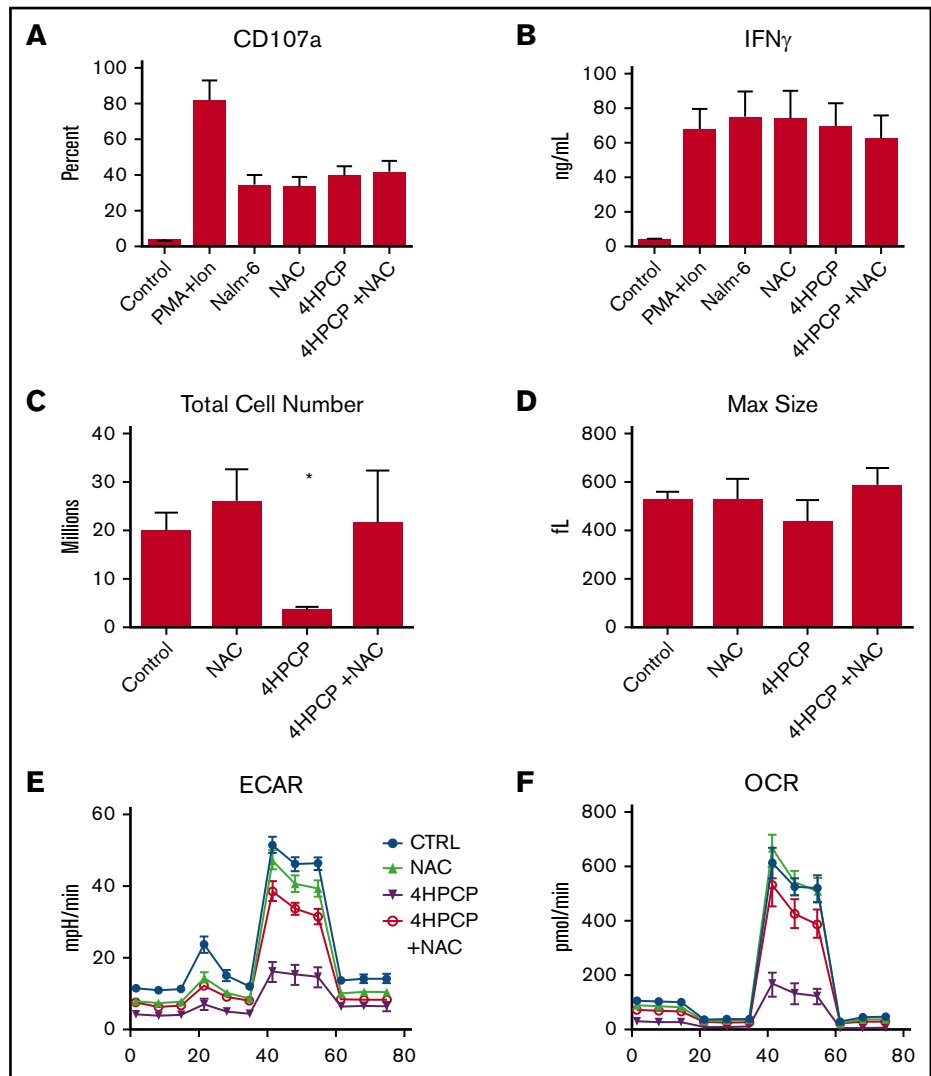 A
CD107a
Percent
100
80
60
40
20
0
Control
PMA+Ion
Nalm-6
NAC
4HPCP
4HPCP +NAC
B
IFNγ
ng/mL
100
80
60
40
20
0
Control
PMA+Ion
Nalm-6
NAC
4HPCP
4HPCP +NAC
C
Total Cell Number
Millions
40
30
20
10
0
*
Control
NAC
4HPCP
4HPCP +NAC
D
Max Size
fL
800
600
400
200
0
Control
NAC
4HPCP
4HPCP +NAC
E
ECAR
mpH/min
60
40
20
0
0
20
40
60
80
CTRL
NAC
4HPCP
4HPCP
+NAC
F
OCR
pmol/min
800
600
400
200
0
0
20
40
60
80